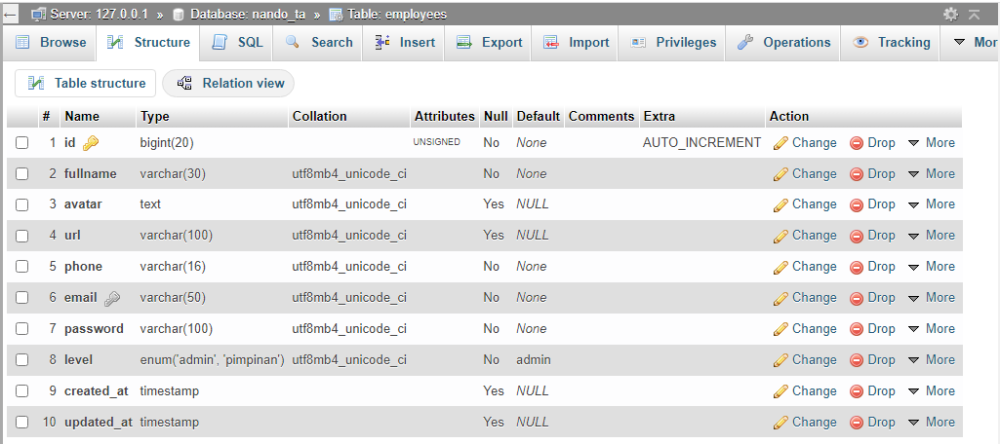 Server: 127.0.0.1 » Database: nando_ta » Table: employees
Browse Structure SQL Search Insert Export Import Privileges Operations Tracking Mor
Table structure Relation view
# Name Type Collation Attributes Null Default Comments Extra Action
1 id bigint(20) UNSIGNED No None AUTO_INCREMENT Change Drop More
2 fullname varchar(30) utf8mb4_unicode_ci No None Change Drop More
3 avatar text utf8mb4_unicode_ci Yes NULL Change Drop More
4 url varchar(100) utf8mb4_unicode_ci Yes NULL Change Drop More
5 phone varchar(16) utf8mb4_unicode_ci No None Change Drop More
6 email varchar(50) utf8mb4_unicode_ci No None Change Drop More
7 password varchar(100) utf8mb4_unicode_ci No None Change Drop More
8 level enum('admin', 'pimpinan') utf8mb4_unicode_ci No admin Change Drop More
9 created_at timestamp Yes NULL Change Drop More
10 updated_at timestamp Yes NULL Change Drop More